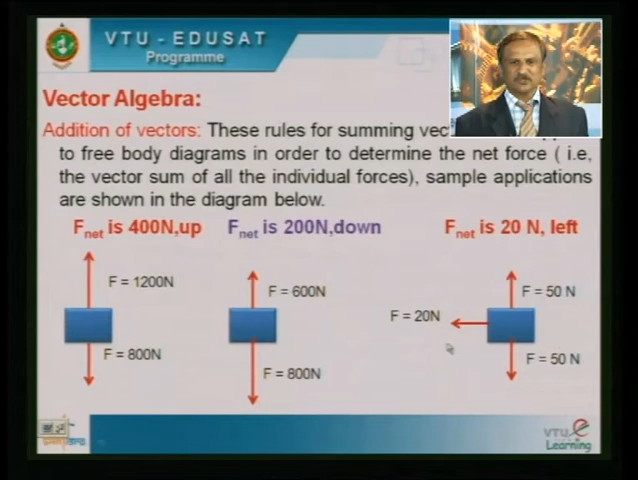 VTU - EDUSAT
Programme
Vector Algebra:
Addition of vectors: These rules for summing vec
to free body diagrams in order to determine the net force ( i.e,
the vector sum of all the individual forces), sample applications
are shown in the diagram below.
Fnet is 400N,up Fnet is 200N,down Fnet is 20 N, left
F = 1200N F = 600N F = 50 N
F = 20N
F = 800N F = 800N F = 50 N
VTU e
Learning